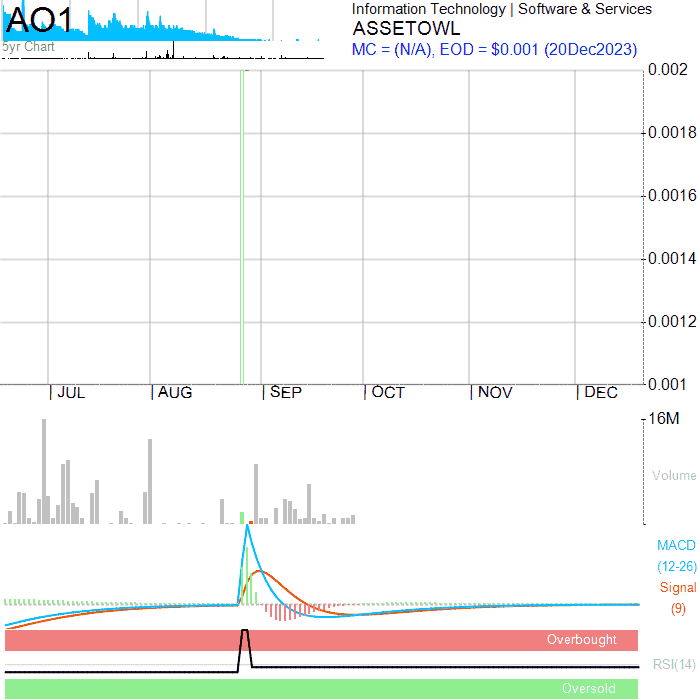 AO1
5yr Chart
Information Technology | Software & Services
ASSETOWL
MC = (N/A), EOD = $0.001 (20Dec2023)
0.002
0.0018
0.0016
0.0014
0.0012
0.001
JUL AUG SEP OCT NOV DEC
16M
Volume
MACD
(12-26)
Signal
(9)
Overbought
RSI(14)
Oversold